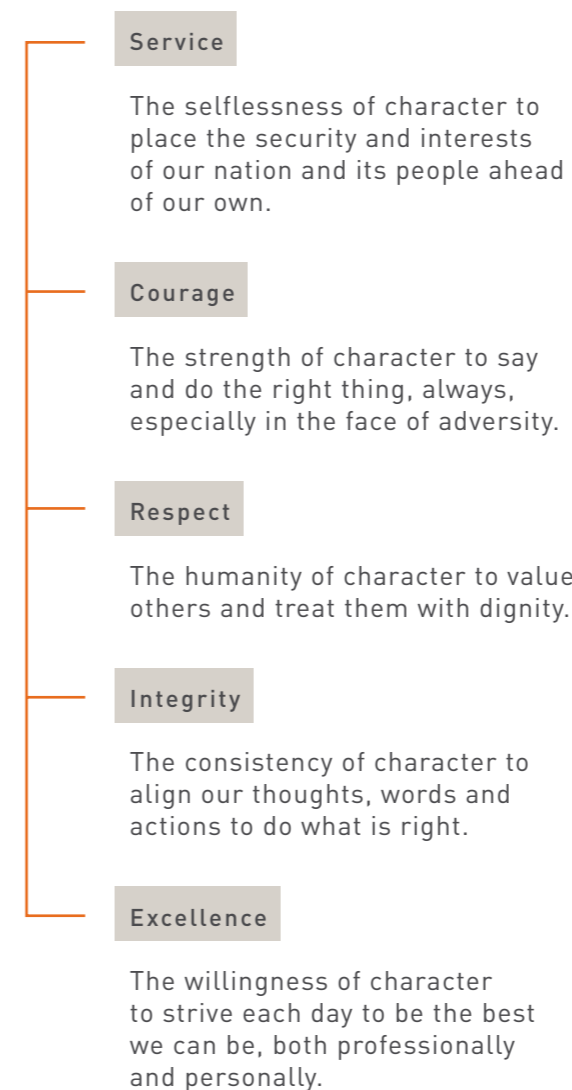 Service
The selflessness of character to
place the security and interests
of our nation and its people ahead
of our own.
Courage
The strength of character to say
and do the right thing, always,
especially in the face of adversity.
Respect
The humanity of character to value
others and treat them with dignity.
Integrity
The consistency of character to
align our thoughts, words and
actions to do what is right.
Excellence
The willingness of character
to strive each day to be the best
we can be, both professionally
and personally.